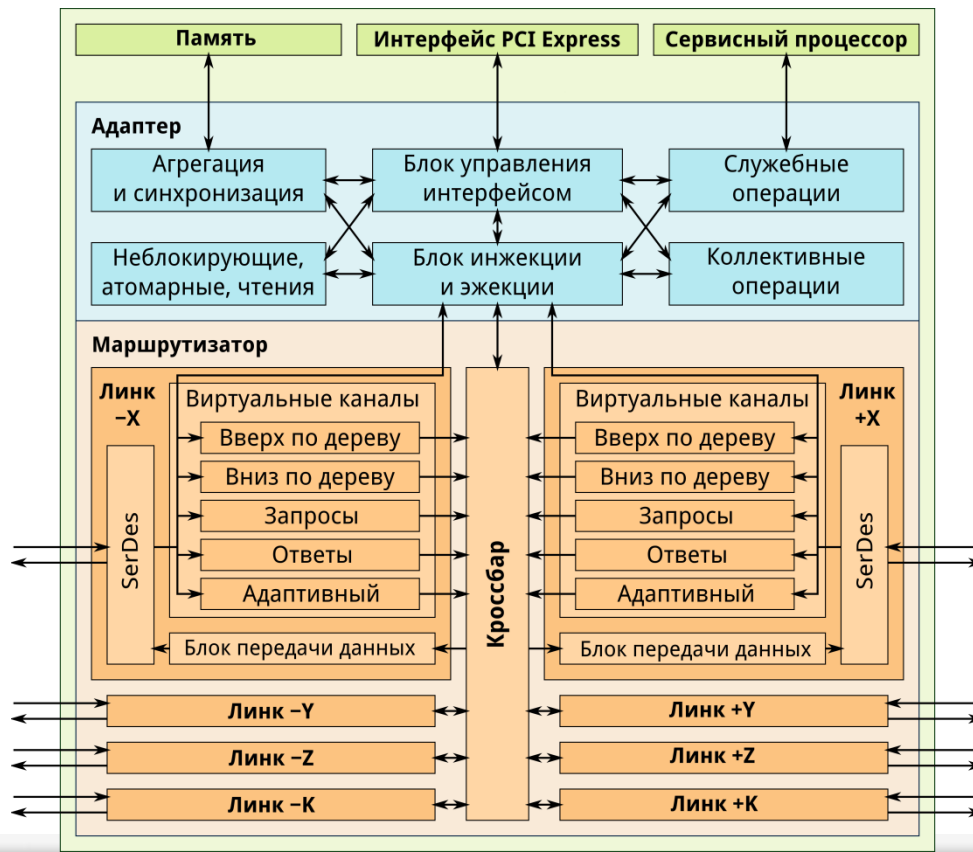 Память
Интерфейс PCI Express
Сервисный процессор
Адаптер
Агрегация
и синхронизация
Блок управления
интерфейсом
Служебные
операции
Неблокирующие,
атомарные, чтения
Блок инжекции
и эжекции
Коллективные
операции
Маршрутизатор
Линк
−X
Виртуальные каналы
Вверх по дереву
Вниз по дереву
Запросы
Ответы
Адаптивный
SerDes
Блок передачи данных
Кроссбар
Виртуальные каналы
Линк
+X
Вверх по дереву
Вниз по дереву
Запросы
Ответы
Адаптивный
SerDes
Блок передачи данных
Линк −Y
Линк +Y
Линк −Z
Линк +Z
Линк −K
Линк +K